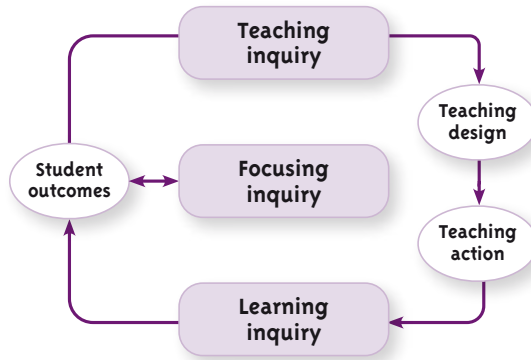 Teaching
inquiry
Teaching
design
Student
outcomes
Focusing
inquiry
Teaching
action
Learning
inquiry